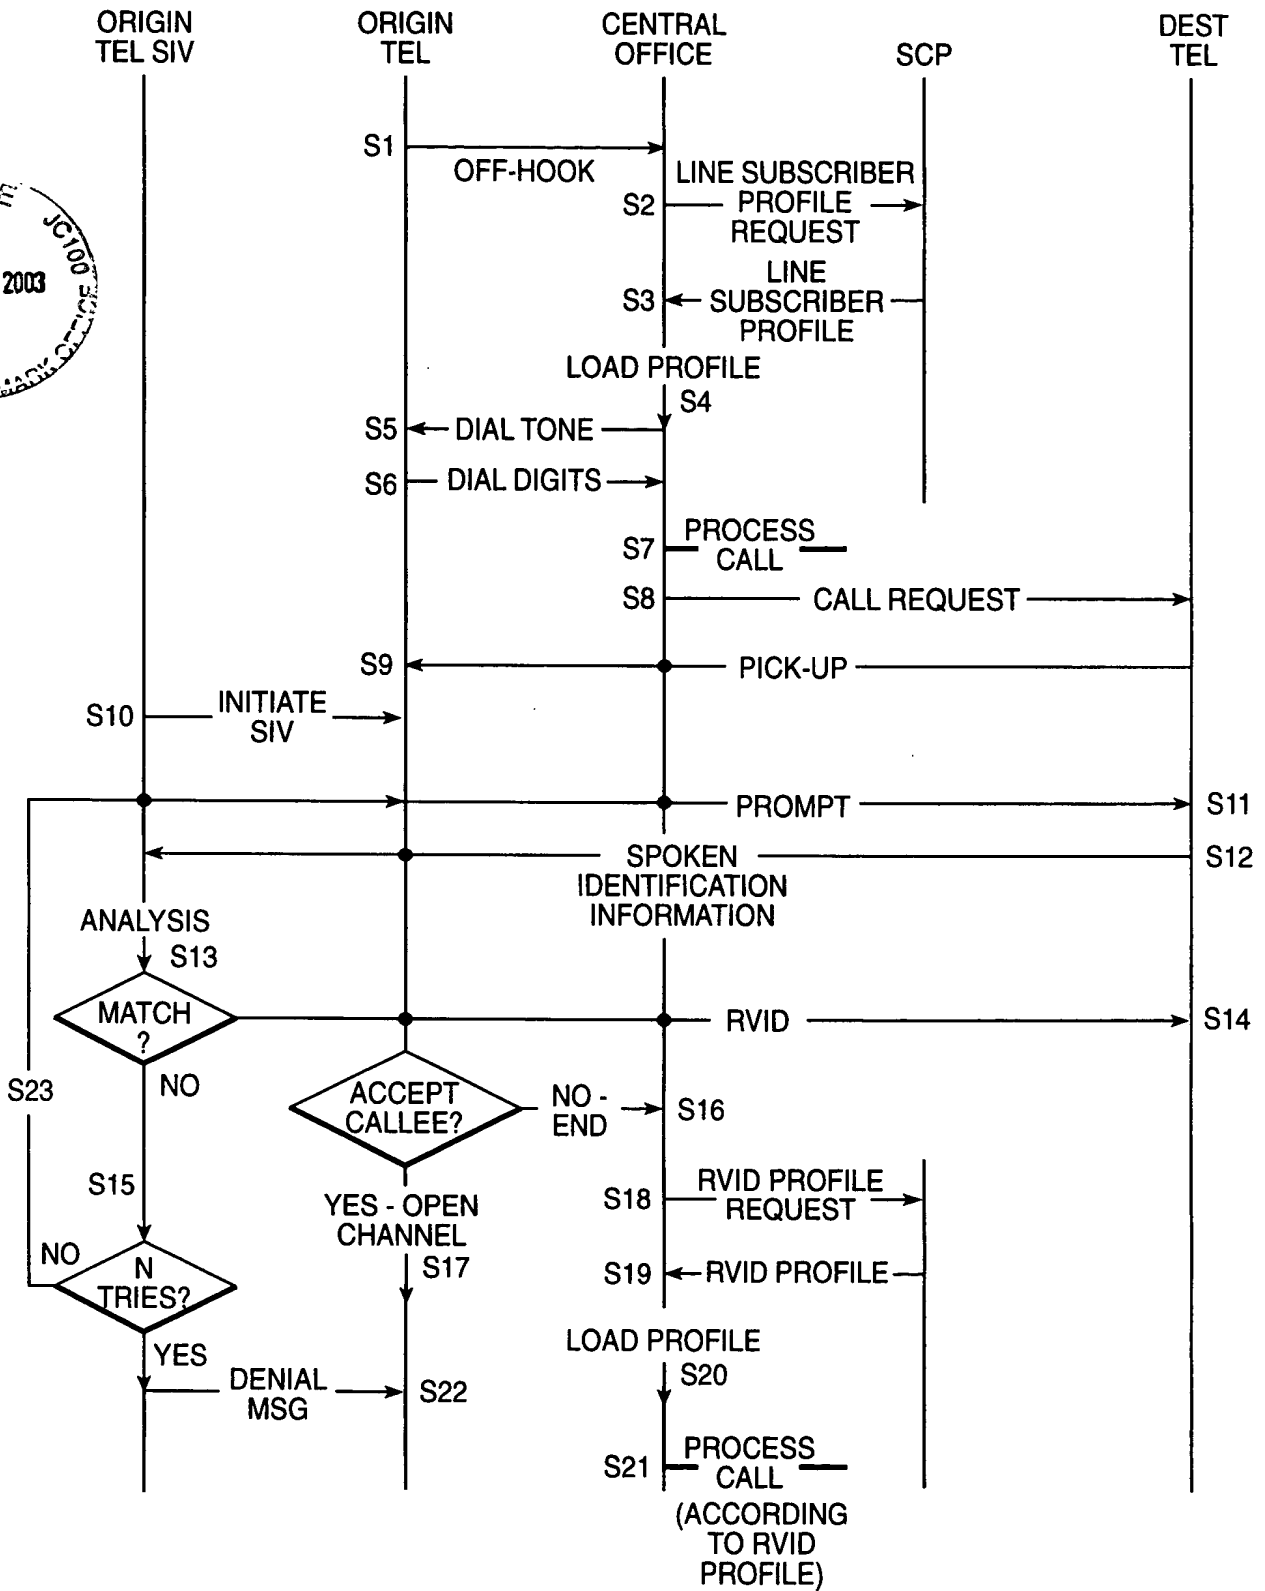 ORIGIN
TEL SIV
ORIGIN
TEL
CENTRAL
OFFICE
SCP
DEST
TEL
S1
OFF-HOOK
S2
LINE SUBSCRIBER
PROFILE
REQUEST
JC100
2003
MARK OFFICE
S3
LINE
SUBSCRIBER
PROFILE
LOAD PROFILE
S4
S5
DIAL TONE
S6
DIAL DIGITS
S7
PROCESS
CALL
S8
CALL REQUEST
S9
PICK-UP
S10
INITIATE
SIV
PROMPT
S11
SPOKEN
IDENTIFICATION
INFORMATION
S12
ANALYSIS
S13
MATCH
?
RVID
S14
S23
NO
ACCEPT
CALLEE?
NO -
END
S16
S15
YES - OPEN
CHANNEL
S17
S18
RVID PROFILE
REQUEST
NO
N
TRIES?
S19
RVID PROFILE
YES
LOAD PROFILE
S20
DENIAL
MSG
S22
S21
PROCESS
CALL
(ACCORDING
TO RVID
PROFILE)